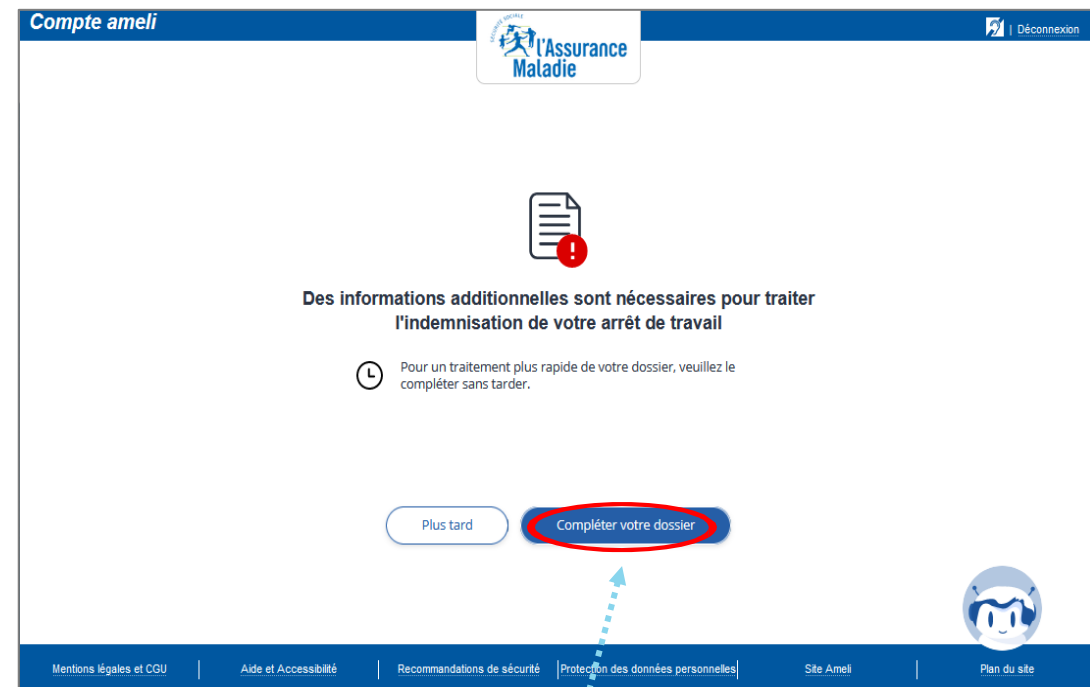 Compte ameli
SÉCURITÉ SOCIALE
l'Assurance
Maladie
| Déconnexion
Des informations additionnelles sont nécessaires pour traiter
l'indemnisation de votre arrêt de travail
Pour un traitement plus rapide de votre dossier, veuillez le
compléter sans tarder.
Plus tard
Compléter votre dossier
Mentions légales et CGU | Aide et Accessibilité | Recommandations de sécurité | Protection des données personnelles | Site Ameli | Plan du site